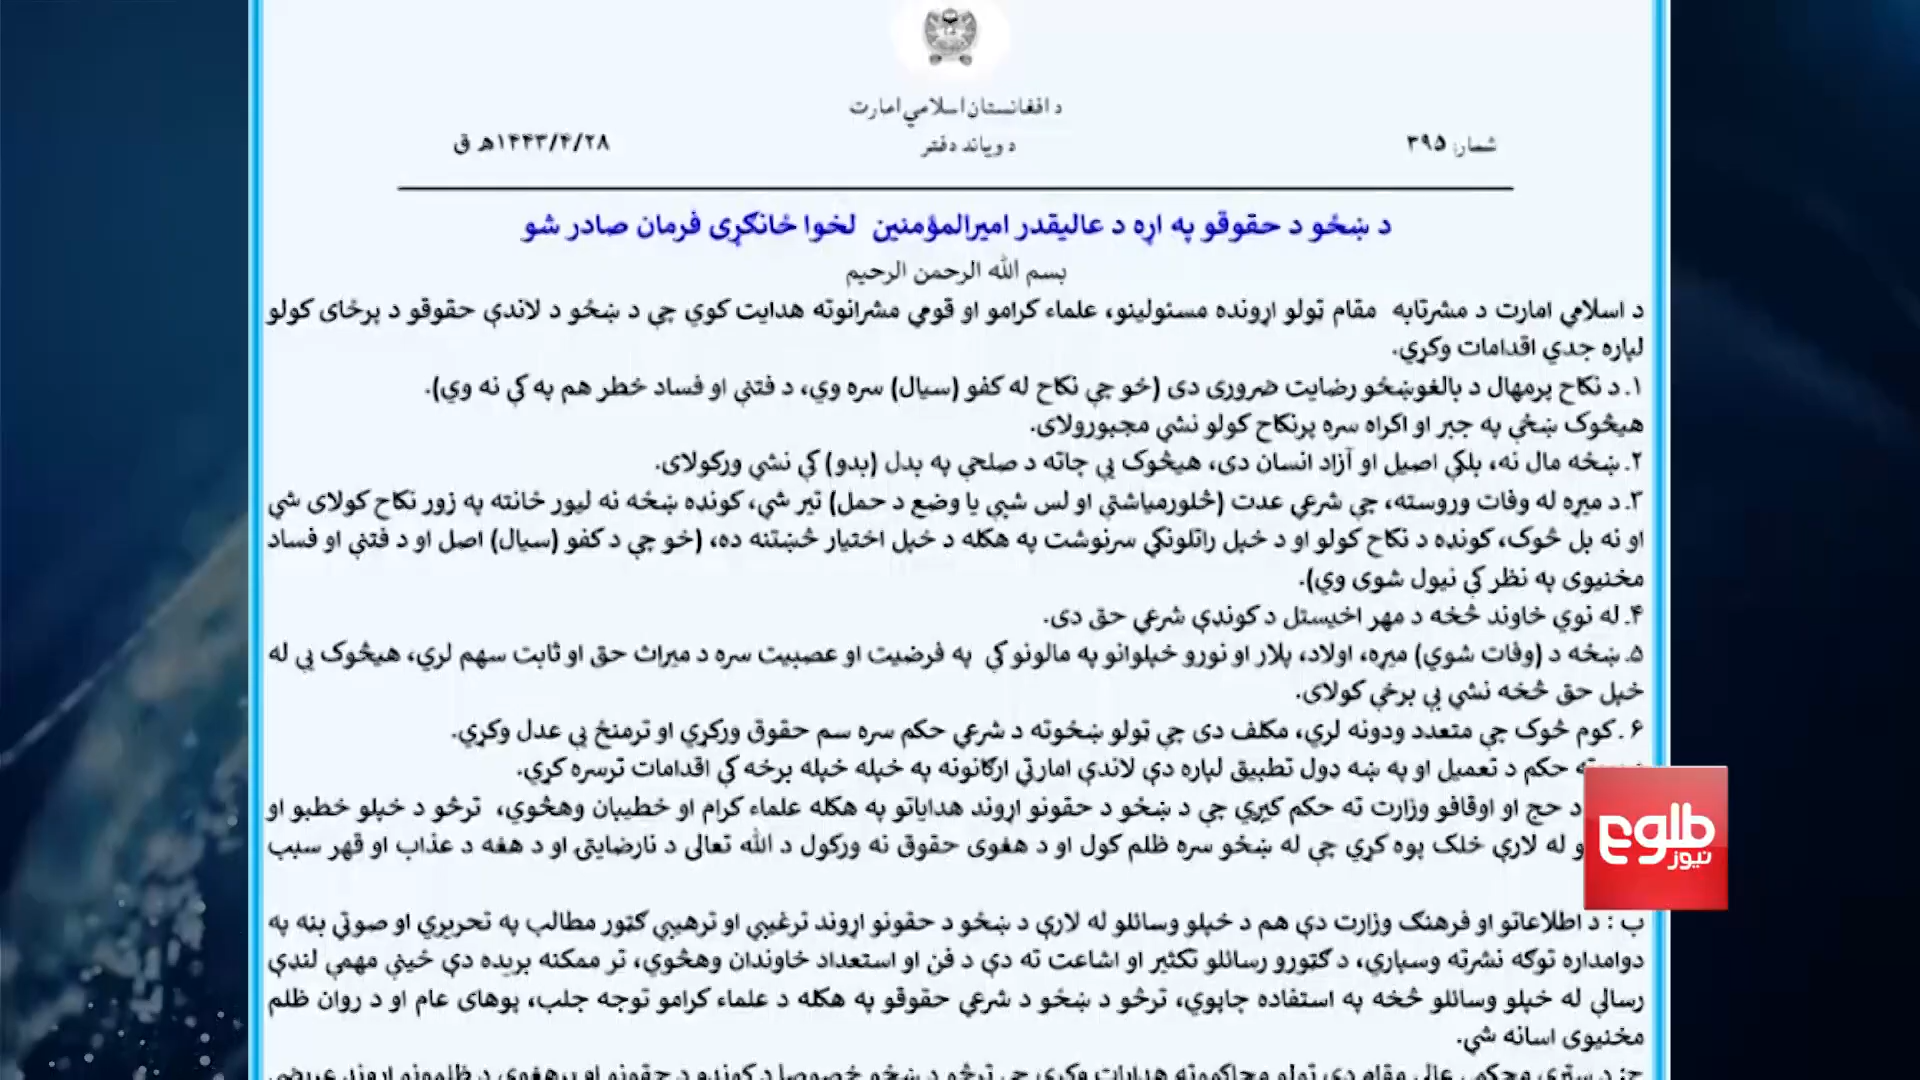 د افغانستان اسلامي امارت
شمار: ۳۹۵
د ویاند دفتر
۱۴۴۳/۴/۲۸هـ ق
د ښځو د حقوقو په اړه د عالیقدر امیرالمؤمنین لخوا ځانګړی فرمان صادر شو
بسم الله الرحمن الرحیم
د اسلامي امارت د مشرتابه مقام ټولو اړونده مسئولینو، علماء کرامو او قومي مشرانوته هدایت کوي چې د ښځو د لاندې حقوقو د پرځای کولو
لپاره جدي اقدامات وکړي.
۱. د نکاح پرمهال د بالغوښځو رضایت ضروری دی (خو چې نکاح له کفو (سیال) سره وي، د فتنې او فساد خطر هم په کې نه وي).
هیڅوک ښځې په جبر او اکراه سره پرنکاح کولو نشي مجبورولای.
۲. ښځه مال نه، بلکې اصیل او آزاد انسان دی، هیڅوک یې چاته د صلحې په بدل (بدو) کې نشي ورکولای.
۳. د میړه له وفات وروسته، چې شرعي عدت (څلورمیاشتې او لس شپې یا وضع د حمل) تیر شي، کونډه ښځه نه لیور ځانته په زور نکاح کولای شي
او نه بل څوک، کونډه د نکاح کولو او د خپل راتلونکي سرنوشت په هکله د خپل اختیار څښتنه ده، (خو چې د کفو (سیال) اصل او د فتنې او فساد
مخنیوی په نظر کې نیول شوی وي).
۴. له نوي خاوند څخه د مهر اخیستل د کونډې شرعي حق دی.
۵. ښځه د (وفات شوي) میړه، اولاد، پلار او نورو خپلوانو په مالونو کې په فرضیت او عصبیت سره د میراث حق او ثابت سهم لري، هیڅوک یې له
خپل حق څخه نشي بې برخې کولای.
۶. کوم څوک چې متعدد ودونه لري، مکلف دی چې ټولو ښځوته د شرعي حکم سره سم حقوق ورکړي او ترمنځ یې عدل وکړي.
حکم د تعمیل او په ښه ډول تطبیق لپاره دې لاندې امارتي ارګانونه په خپله خپله برخه کې اقدامات ترسره کړي.
د حج او اوقافو وزارت ته حکم کیږي چې د ښځو د حقونو اړوند هدایاتو په هکله علماء کرام او خطیبان وهڅوي، ترڅو د خپلو خطبو او
و له لارې خلک پوه کړي چې له ښځو سره ظلم کول او د هغوی حقوق نه ورکول د الله تعالی د نارضایتۍ او د هغه د عذاب او قهر سبب
ب : د اطلاعاتو او فرهنګ وزارت دې هم د خپلو وسائلو له لارې د ښځو د حقونو اړوند ترغیبي او ترهیبي ګټور مطالب په تحریري او صوتي بڼه په
دوامداره توګه نشرته وسپاري، د ګټورو رسائلو تکثیر او اشاعت ته دې د فن او استعداد خاوندان وهڅوي، تر ممکنه بریده دې ځینې مهمې لنډې
رسالې له خپلو وسائلو څخه په استفاده چاپوي، ترڅو د ښځو د شرعي حقوقو په هکله د علماء کرامو توجه جلب، پوهاوی عام او د روان ظلم
مخنیوی اسانه شي.
طلوع
نیوز